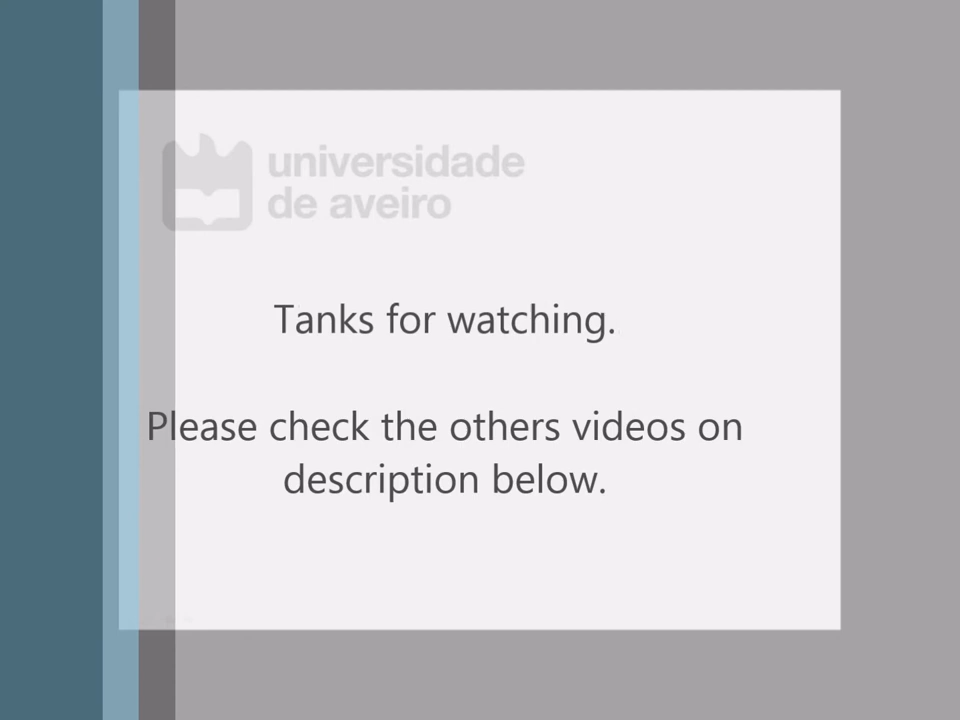 universidade
de aveiro
Tanks for watching.
Please check the others videos on
description below.